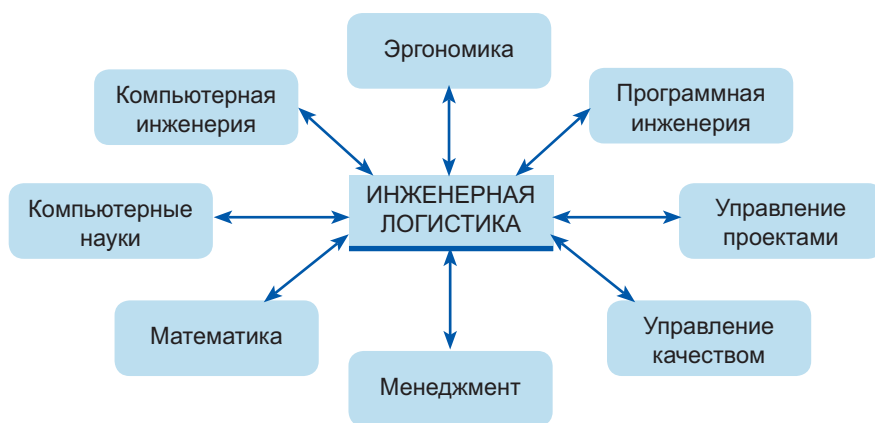 Эргономика
Компьютерная
инженерия
Программная
инженерия
ИНЖЕНЕРНАЯ
ЛОГИСТИКА
Компьютерные
науки
Управление
проектами
Математика
Управление
качеством
Менеджмент